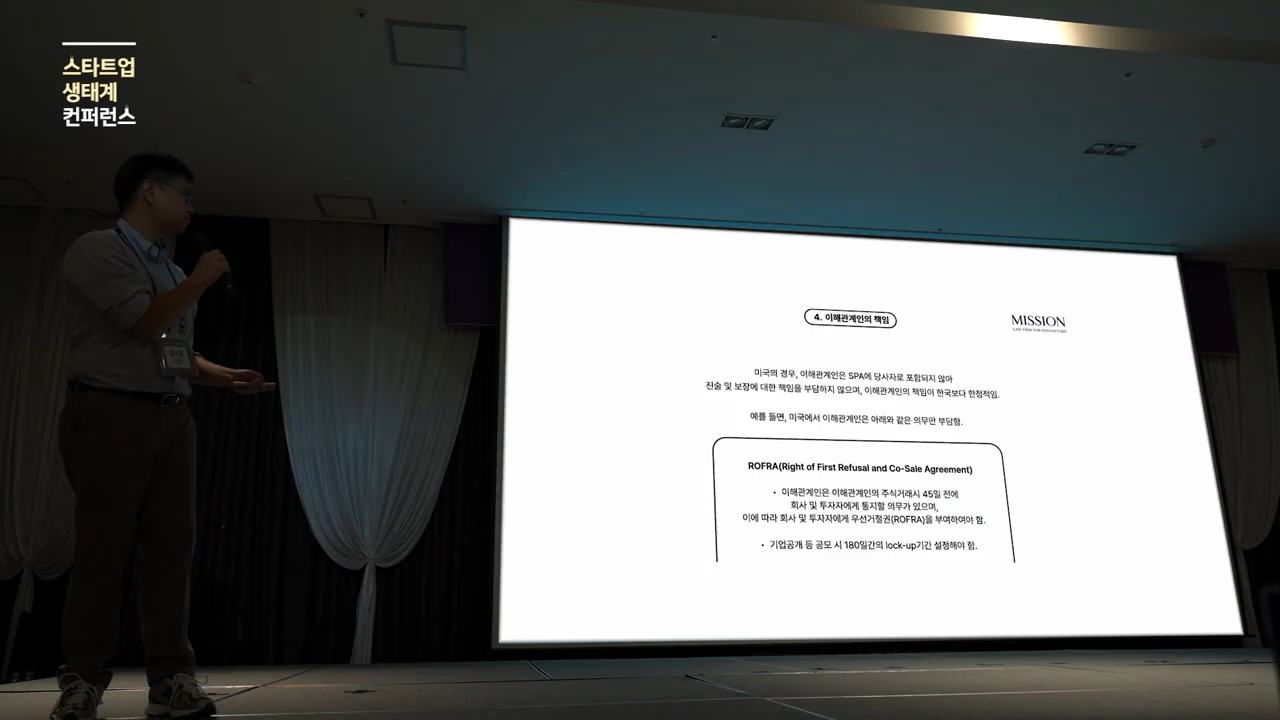 스타트업
생태계
컨퍼런스
4. 이해관계인의 책임
MISSION
LAW FIRM FOR INNOVATORS
미국의 경우, 이해관계인은 SPA에 당사자로 포함되지 않아
진술 및 보장에 대한 책임을 부담하지 않으며, 이해관계인의 책임이 한국보다 한정적임.
예를 들면, 미국에서 이해관계인은 아래와 같은 의무만 부담함.
ROFRA(Right of First Refusal and Co-Sale Agreement)
• 이해관계인은 이해관계인의 주식거래시 45일 전에
회사 및 투자자에게 통지할 의무가 있으며,
이에 따라 회사 및 투자자에게 우선거절권(ROFRA)을 부여하여야 함.
• 기업공개 등 공모 시 180일간의 lock-up기간 설정해야 함.